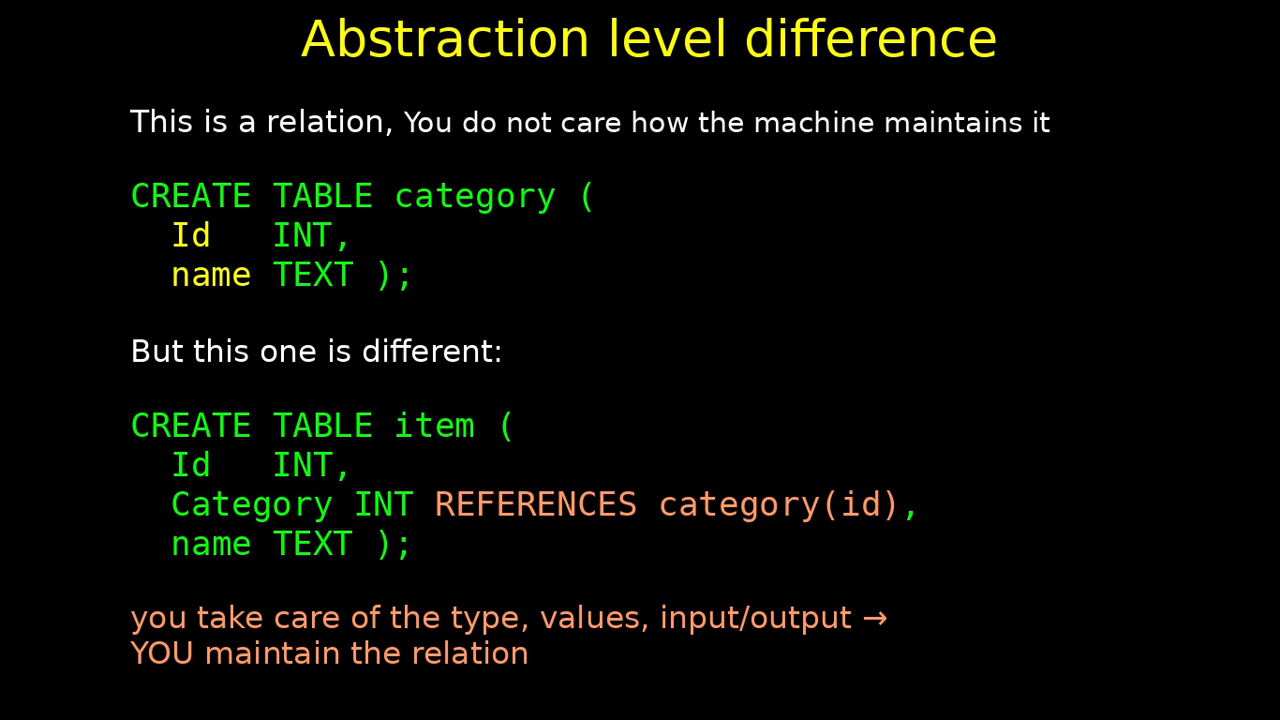 Abstraction level difference
This is a relation, You do not care how the machine maintains it
CREATE TABLE category (
  Id   INT,
  name TEXT );
But this one is different:
CREATE TABLE item (
  Id   INT,
  Category INT REFERENCES category(id),
  name TEXT );
you take care of the type, values, input/output →
YOU maintain the relation